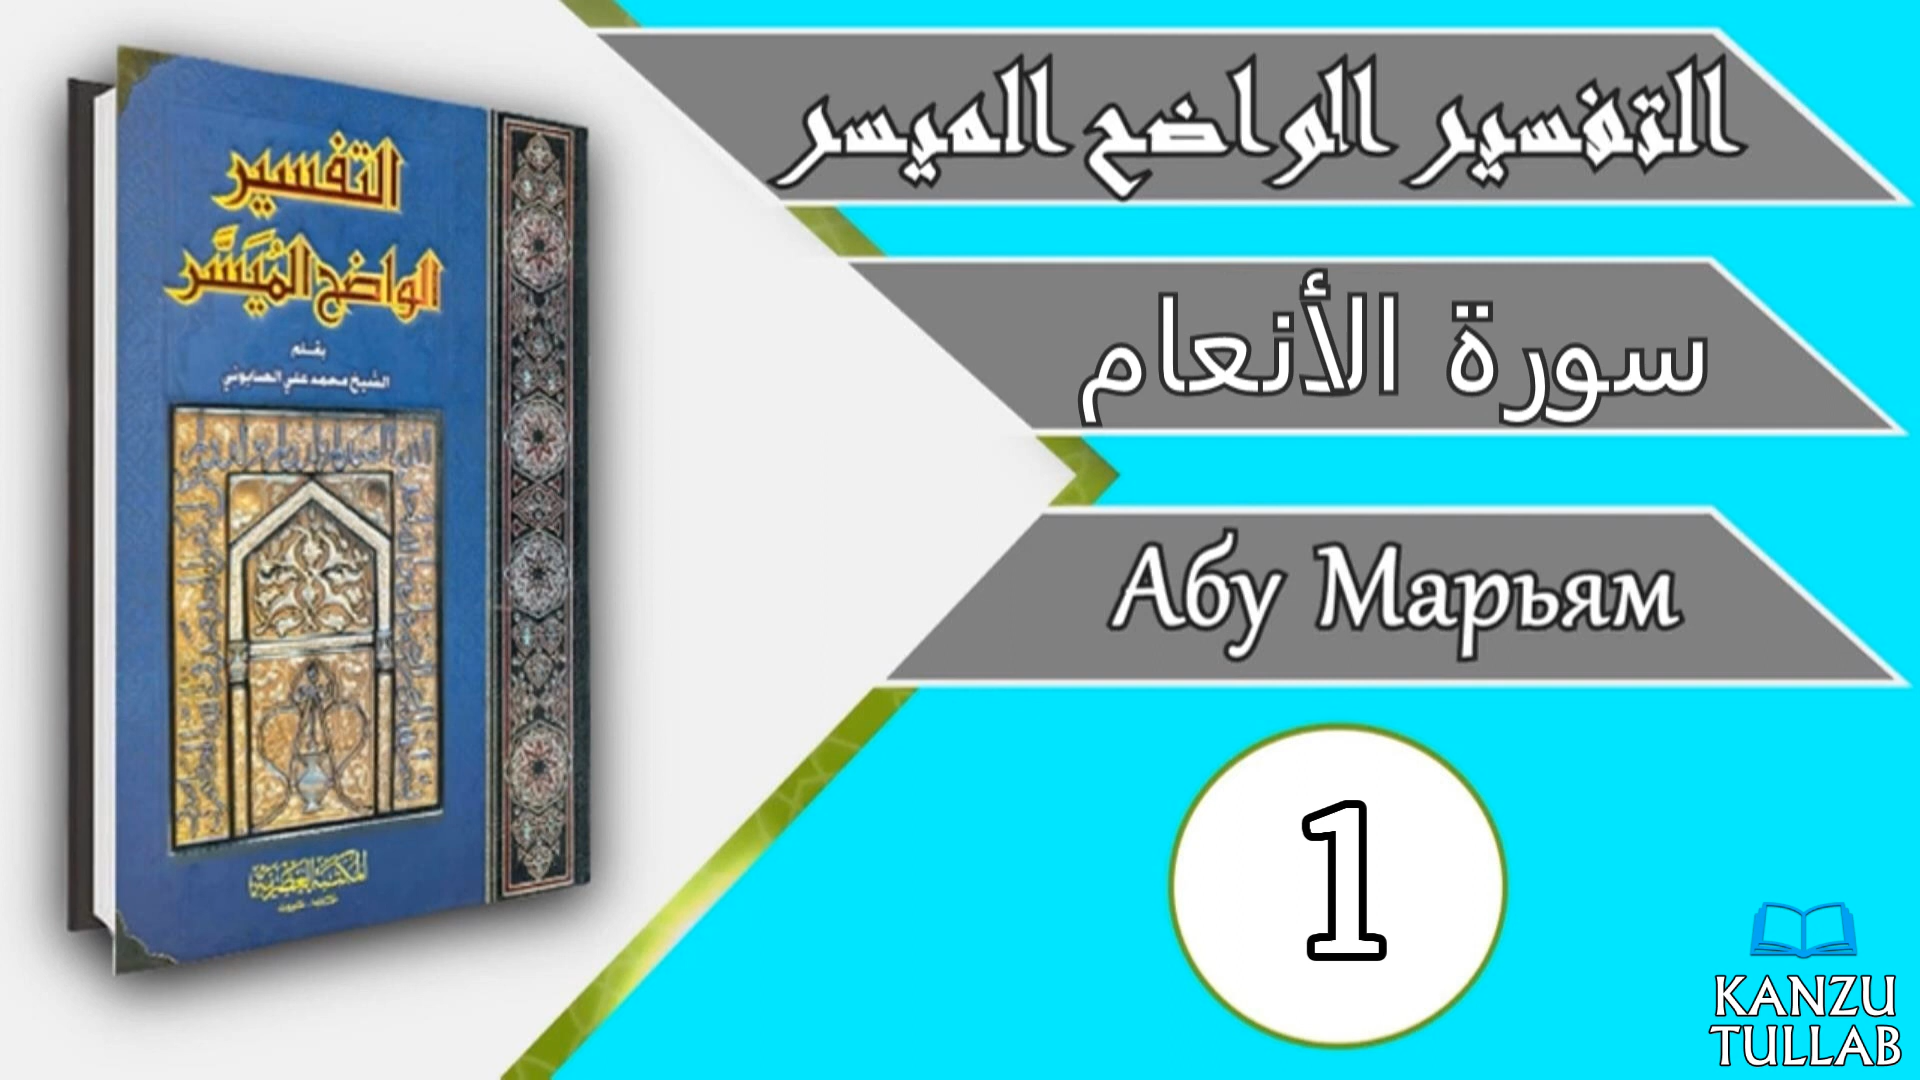 التفسير
الواضح المُيَسَّر
بقلم
الشيخ محمد علي الصابوني
المكتبة العصرية
التفسير الواضح الميسر
سورة الأنعام
Абу Марьям
1
KANZU
TULLAB